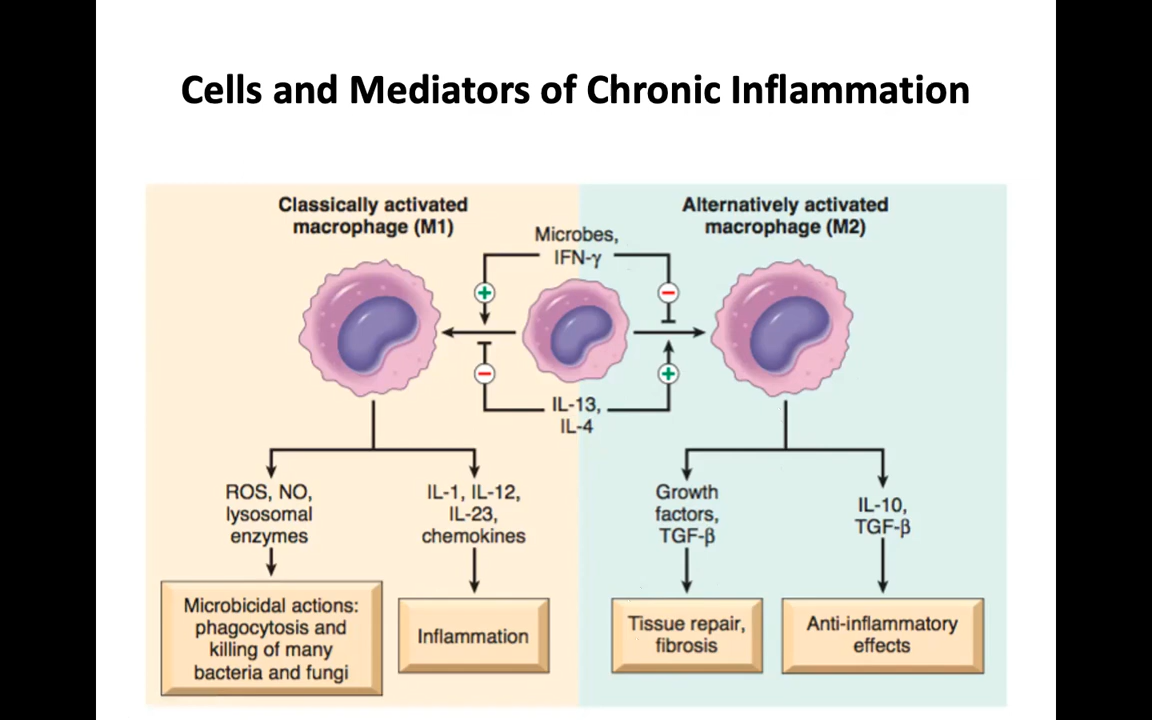 Cells and Mediators of Chronic Inflammation
Classically activated
macrophage (M1)
Microbes,
IFN-γ
Alternatively activated
macrophage (M2)
+
−
−
+
IL-13,
IL-4
ROS, NO,
lysosomal
enzymes
IL-1, IL-12,
IL-23,
chemokines
Growth
factors,
TGF-β
IL-10,
TGF-β
Microbicidal actions:
phagocytosis and
killing of many
bacteria and fungi
Inflammation
Tissue repair,
fibrosis
Anti-inflammatory
effects